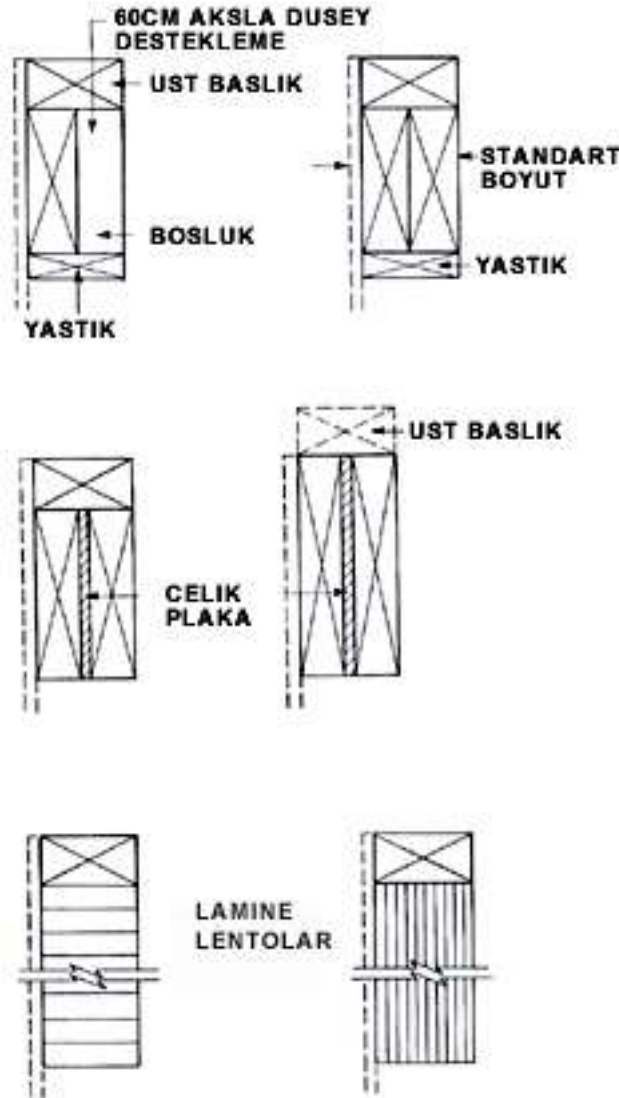 60CM AKSLA DUSEY
DESTEKLEME
UST BASLIK
STANDART
BOYUT
BOSLUK
YASTIK
YASTIK
UST BASLIK
CELIK
PLAKA
LAMINE
LENTOLAR